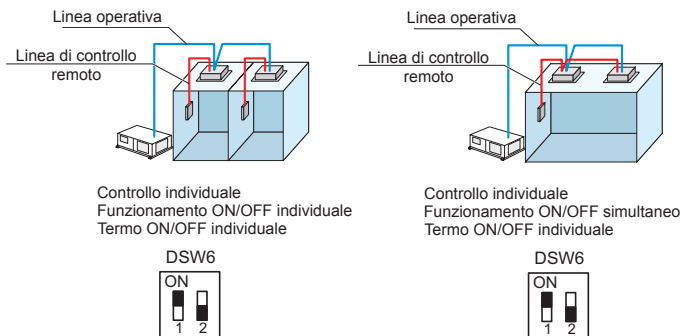 Linea operativa
Linea di controllo
remoto
Controllo individuale
Funzionamento ON/OFF individuale
Termo ON/OFF individuale
DSW6
ON
1 2
Linea operativa
Linea di controllo
remoto
Controllo individuale
Funzionamento ON/OFF simultaneo
Termo ON/OFF individuale
DSW6
ON
1 2